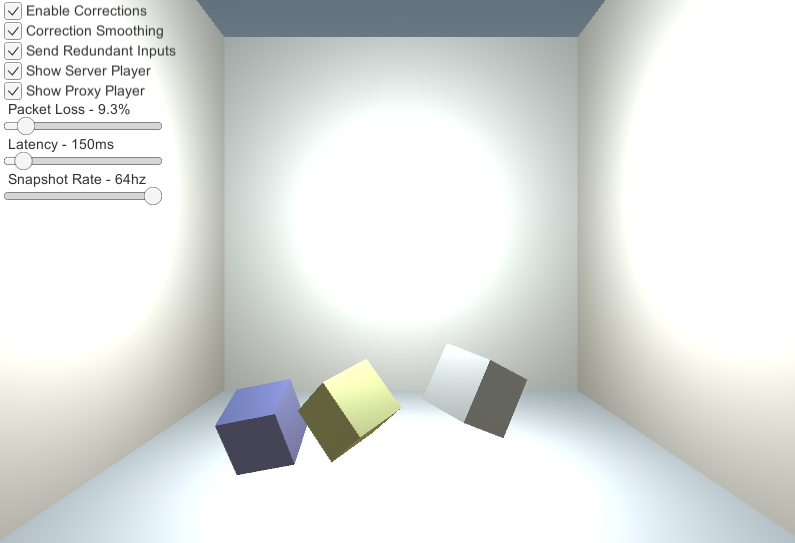 Enable Corrections
Correction Smoothing
Send Redundant Inputs
Show Server Player
Show Proxy Player
Packet Loss - 9.3%
Latency - 150ms
Snapshot Rate - 64hz